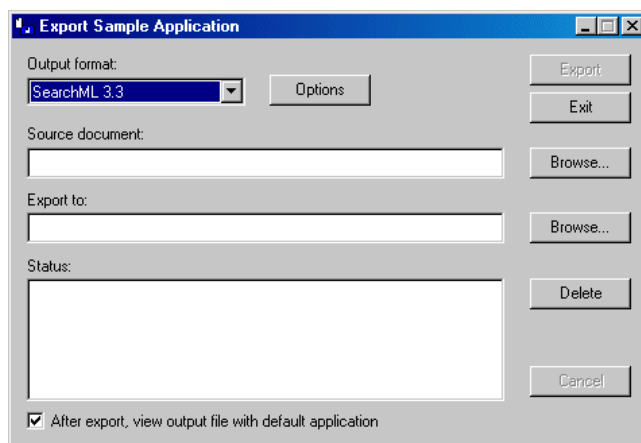 Export Sample Application
Output format:
Export
SearchML 3.3
Options
Exit
Source document:
Browse...
Export to:
Browse...
Status:
Delete
Cancel
After export, view output file with default application